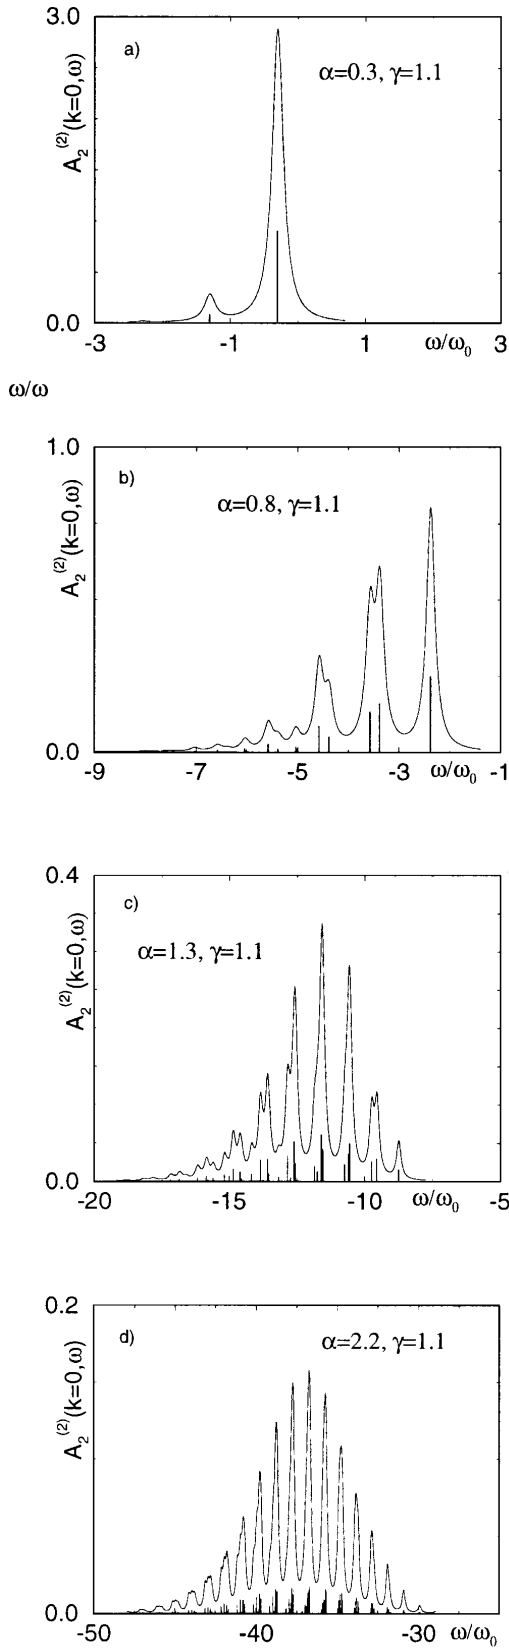 3.0
a)
α=0.3, γ=1.1
A₂⁽²⁾(k=0,ω)
0.0
-3 -1 1 ω/ω₀ 3
ω/ω
1.0
b)
α=0.8, γ=1.1
A₂⁽²⁾(k=0,ω)
0.0
-9 -7 -5 -3 ω/ω₀ -1
0.4
c)
α=1.3, γ=1.1
A₂⁽²⁾(k=0,ω)
0.0
-20 -15 -10 ω/ω₀ -5
0.2
d)
α=2.2, γ=1.1
A₂⁽²⁾(k=0,ω)
0.0
-50 -40 -30 ω/ω₀